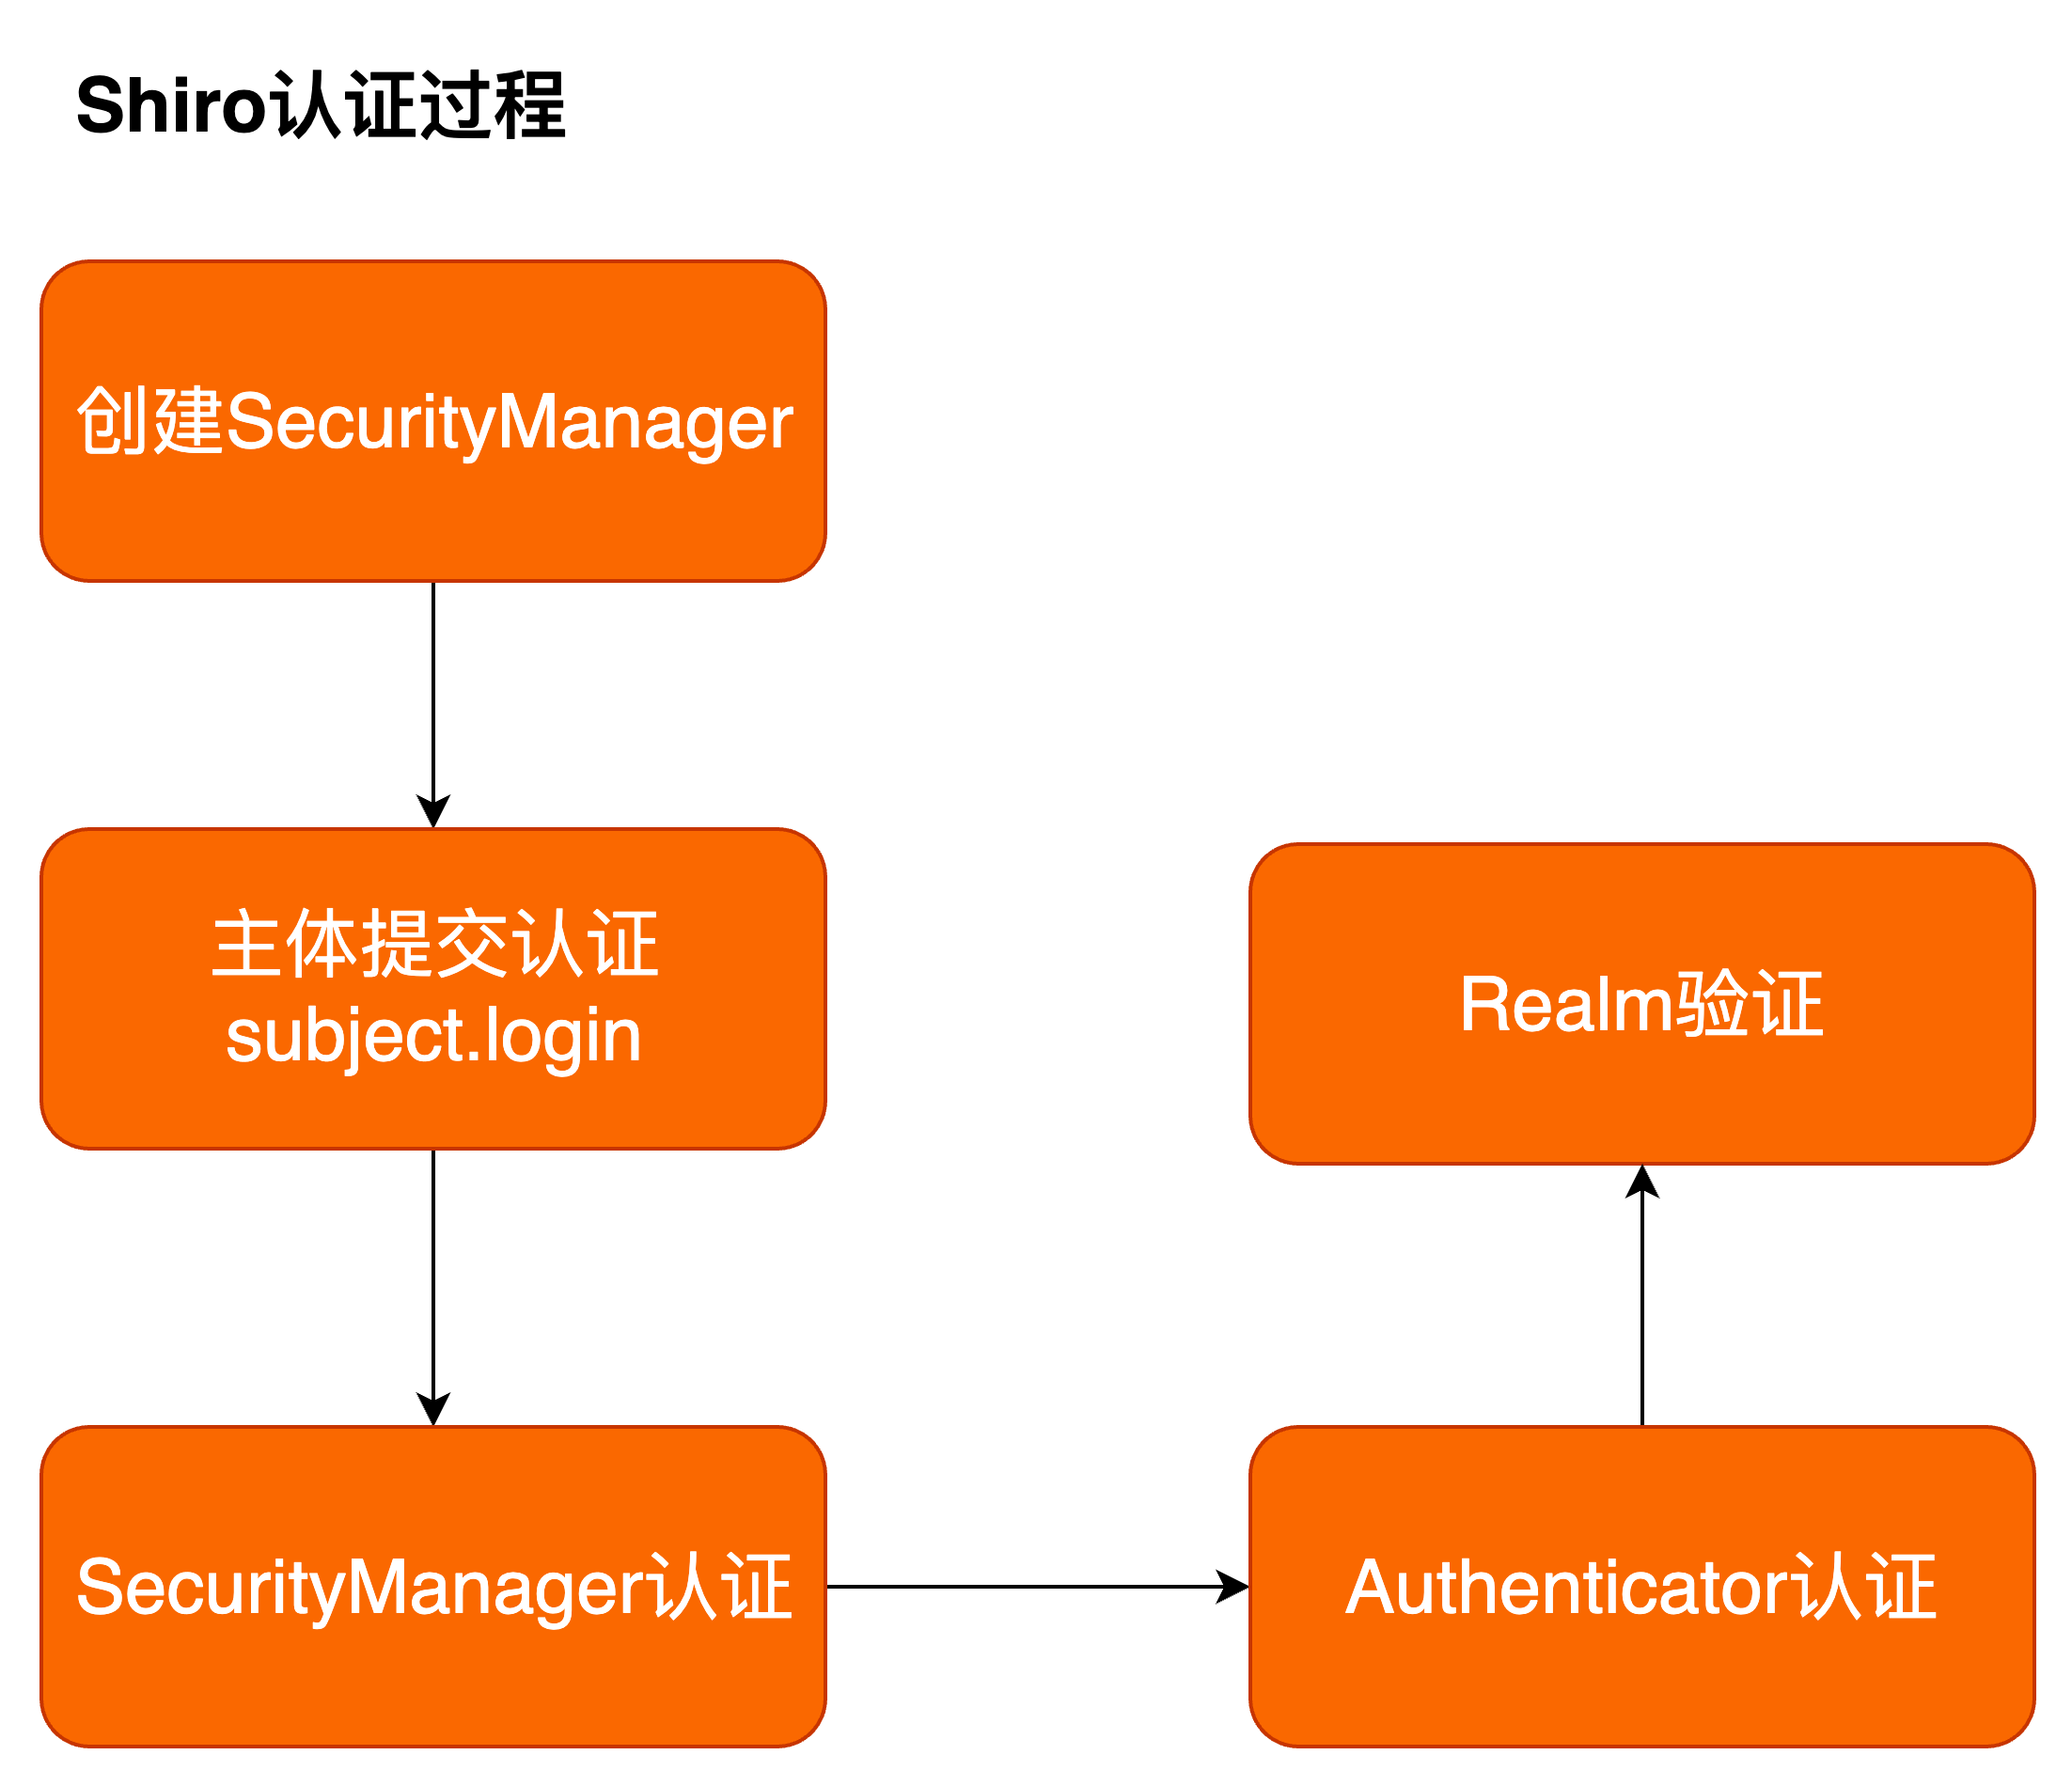 Shiro认证过程
创建SecurityManager
主体提交认证
subject.login
SecurityManager认证
Authenticator认证
Realm验证